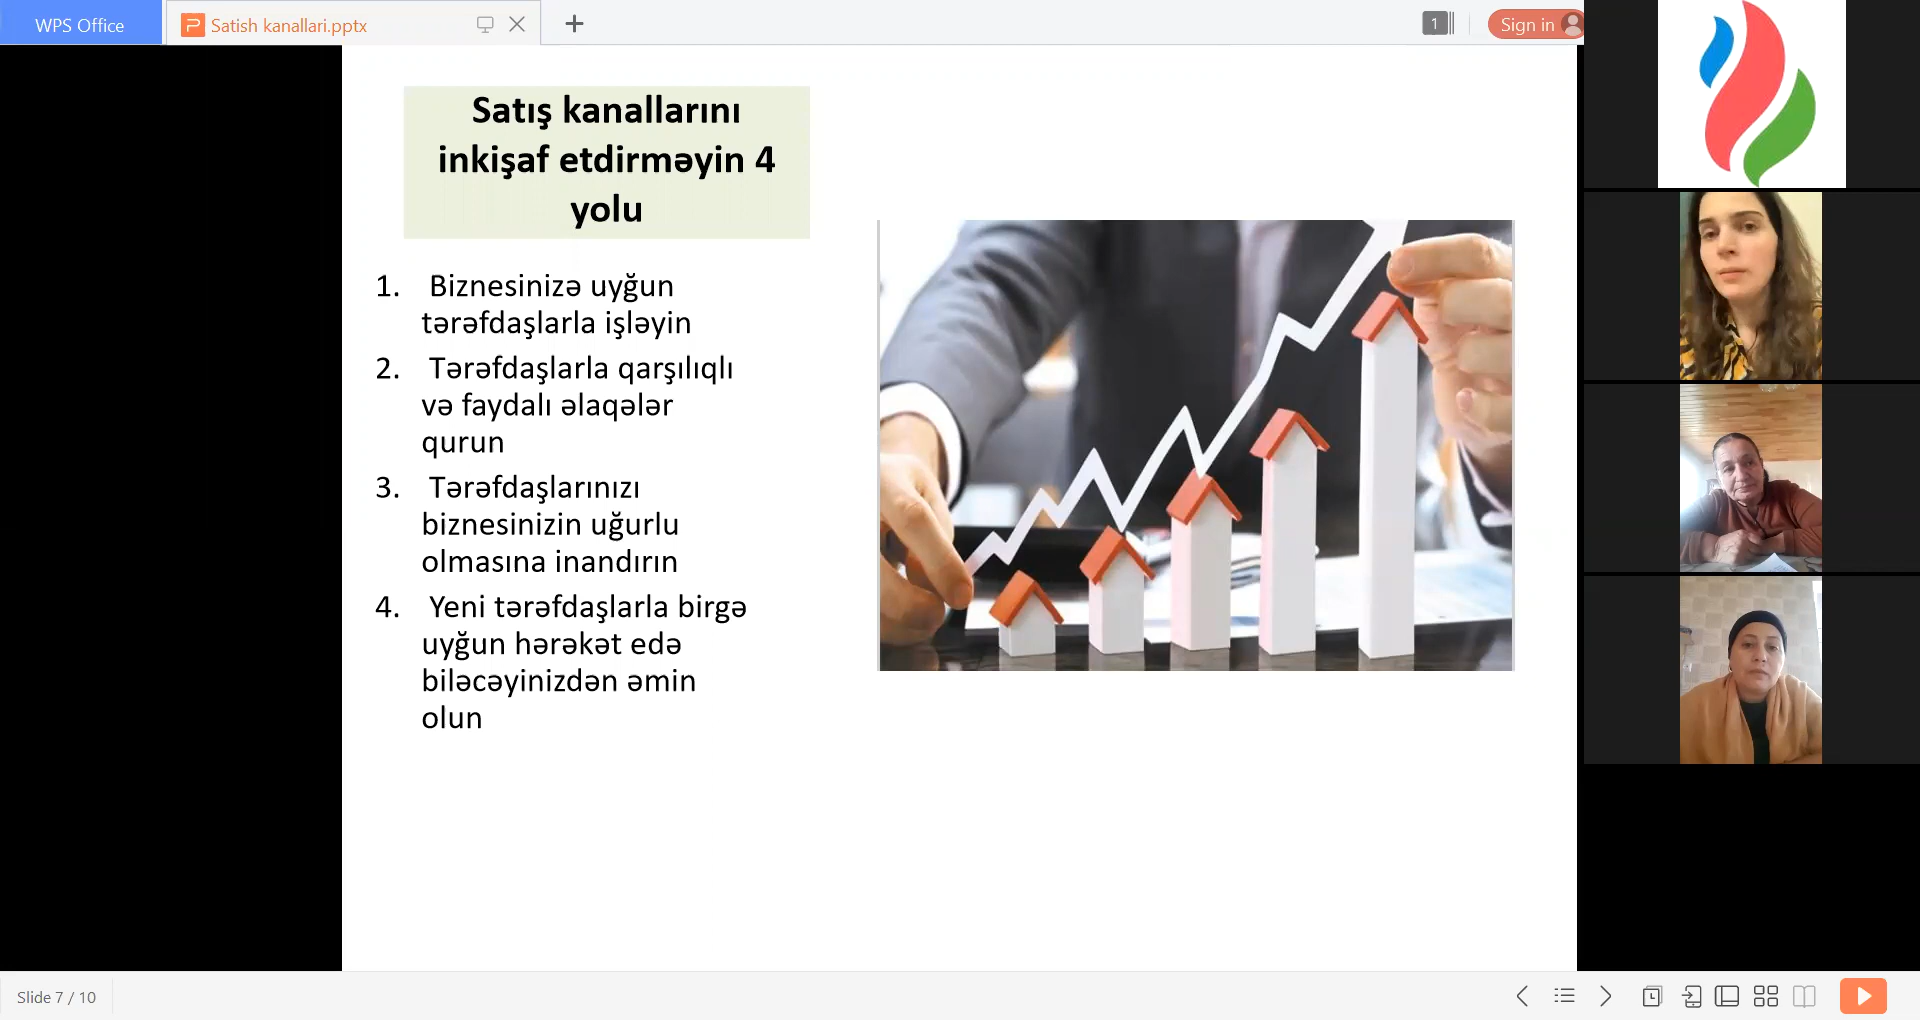 WPS Office
Satish kanallari.pptx
1
Sign in
Satış kanallarını
inkişaf etdirməyin 4
yolu
1. Biznesinizə uyğun
tərəfdaşlarla işləyin
2. Tərəfdaşlarla qarşılıqlı
və faydalı əlaqələr
qurun
3. Tərəfdaşlarınızı
biznesinizin uğurlu
olmasına inandırın
4. Yeni tərəfdaşlarla birgə
uyğun hərəkət edə
biləcəyinizdən əmin
olun
Slide 7 / 10